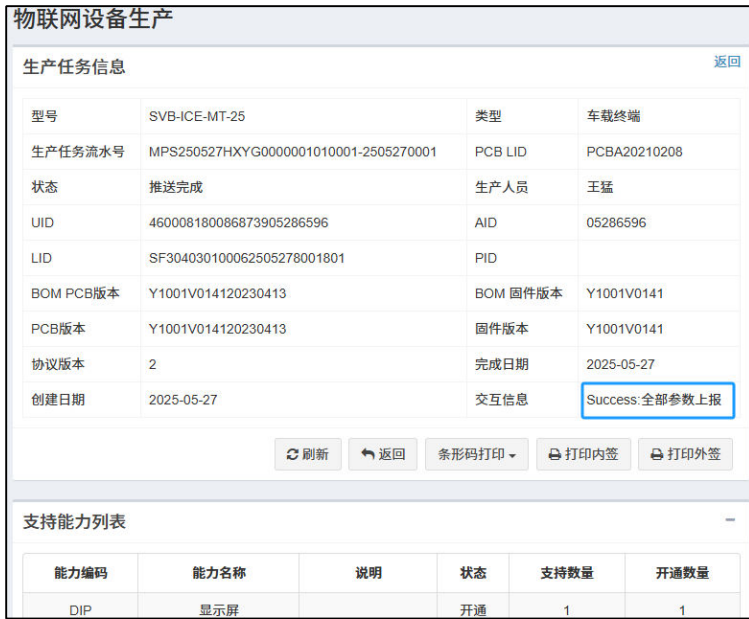 物联网设备生产
生产任务信息 返回
型号 SVB-ICE-MT-25 类型 车载终端
生产任务流水号 MPS250527HXYG0000001010001-2505270001 PCB LID PCBA20210208
状态 推送完成 生产人员 王猛
UID 460008180086873905286596 AID 05286596
LID SF304030100062505278001801 PID
BOM PCB版本 Y1001V014120230413 BOM 固件版本 Y1001V0141
PCB版本 Y1001V014120230413 固件版本 Y1001V0141
协议版本 2 完成日期 2025-05-27
创建日期 2025-05-27 交互信息 Success:全部参数上报
刷新 返回 条形码打印 打印内签 打印外签
支持能力列表
能力编码 能力名称 说明 状态 支持数量 开通数量
DIP 显示屏 开通 1 1